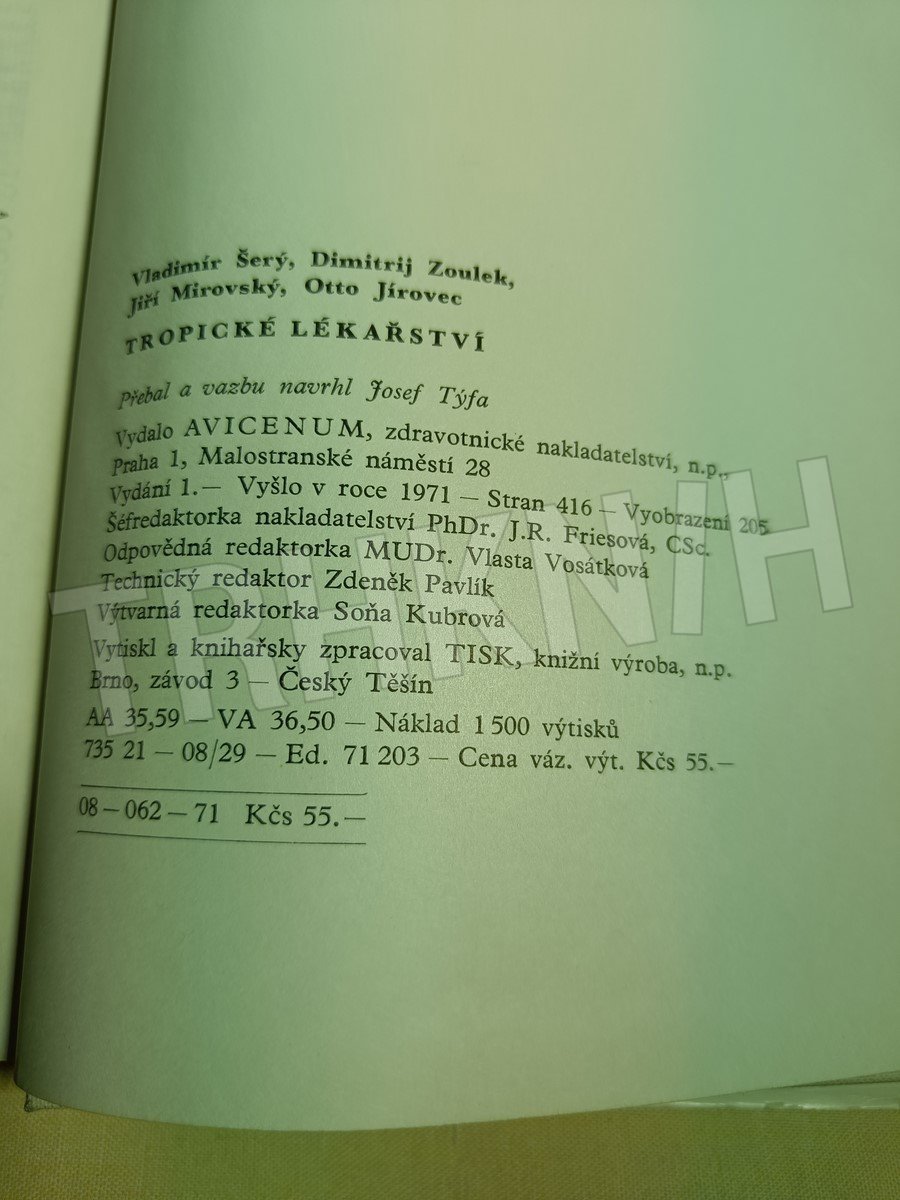 Vladimír Šerý, Dimitrij Zoulek,
Jiří Mirovský, Otto Jírovec
TROPICKÉ LÉKAŘSTVÍ
Přebal a vazbu navrhl Josef Týfa
Vydalo AVICENUM, zdravotnické nakladatelství, n.p.,
Praha 1, Malostranské náměstí 28
Vydání 1.— Vyšlo v roce 1971 — Stran 416 — Vyobrazení 205
Šéfredaktorka nakladatelství PhDr. J.R. Friesová, CSc.
Odpovědná redaktorka MUDr. Vlasta Vosátková
Technický redaktor Zdeněk Pavlík
Výtvarná redaktorka Soňa Kubrová
Vytiskl a knihařsky zpracoval TISK, knižní výroba, n.p.
Brno, závod 3 — Český Těšín
AA 35,59 — VA 36,50 — Náklad 1 500 výtisků
735 21 — 08/29 — Ed. 71 203 — Cena váz. výt. Kčs 55.—
08 — 062 — 71 Kčs 55.—
TRHKNIH